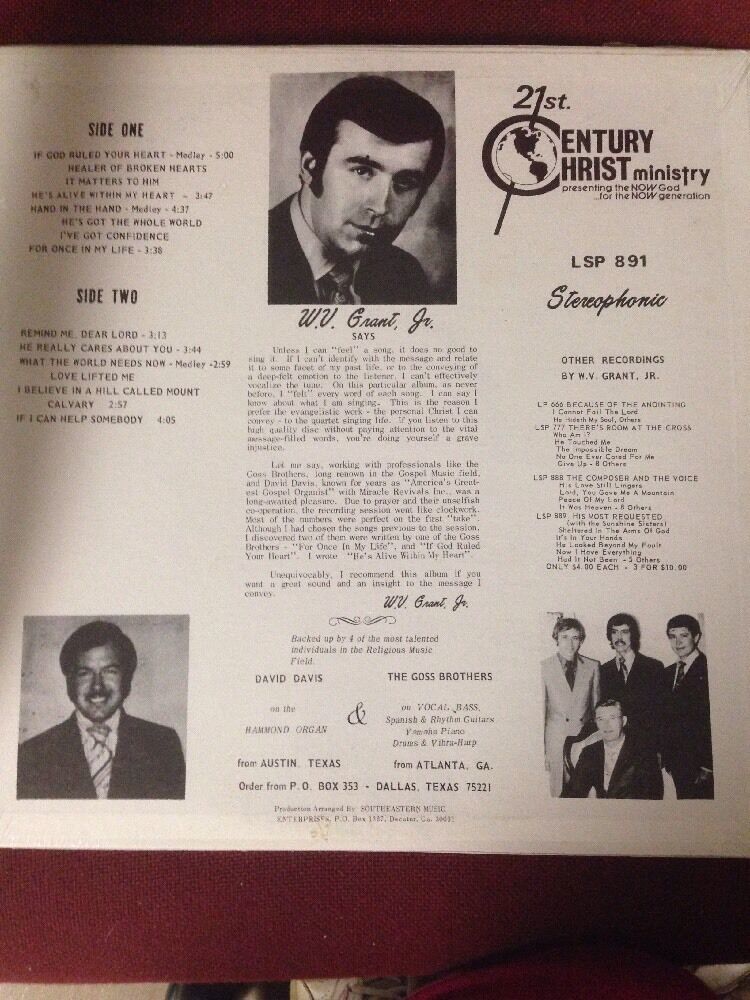 SIDE ONE
IF GOD RULED YOUR HEART - Medley - 5:00
HEALER OF BROKEN HEARTS
IT MATTERS TO HIM
HE'S ALIVE WITHIN MY HEART - 3:47
HAND IN THE HAND - Medley - 4:37
HE'S GOT THE WHOLE WORLD
I'VE GOT CONFIDENCE
FOR ONCE IN MY LIFE - 3:38
SIDE TWO
REMIND ME, DEAR LORD - 3:13
HE REALLY CARES ABOUT YOU - 3:44
WHAT THE WORLD NEEDS NOW - Medley - 2:59
LOVE LIFTED ME
I BELIEVE IN A HILL CALLED MOUNT
CALVARY 2:57
IF I CAN HELP SOMEBODY 4:05
W.V. Grant, Jr.
SAYS
Unless I can "feel" a song, it does no good to
sing it. If I can't identify with the message and relate
it to some facet of my past life, or to the conveying of
a deep-felt emotion to the listener, I can't effectively
vocalize the tune. On this particular album, as never
before, I "felt" every word of each song. I can say I
know about what I am singing. This is the reason I
prefer the evangelistic work - the personal Christ I can
convey - to the quartet singing life. If you listen to this
high quality disc without paying attention to the vital
message-filled words, you're doing yourself a grave
injustice.
Let me say, working with professionals like the
Goss Brothers, long renown in the Gospel Music field,
and David Davis, known for years as "America's Great-
est Gospel Organist" with Miracle Revivals Inc., was a
long-awaited pleasure. Due to prayer and their unselfish
co-operation, the recording session went like clockwork.
Most of the numbers were perfect on the first "take".
Although I had chosen the songs previous to the session,
I discovered two of them were written by one of the Goss
Brothers - "For Once In My Life", and "If God Ruled
Your Heart". I wrote "He's Alive Within My Heart".
Unequivocably, I recommend this album if you
want a great sound and an insight to the message I
convey.
W.V. Grant, Jr.
Backed up by 4 of the most talented
individuals in the Religious Music
Field.
DAVID DAVIS
on the
HAMMOND ORGAN
from AUSTIN, TEXAS
&
THE GOSS BROTHERS
on VOCAL BASS,
Spanish & Rhythm Guitars
Yamaha Piano
Drums & Vibra-Harp
from ATLANTA, GA.
Order from P.O. BOX 353 - DALLAS, TEXAS 75221
Production Arranged By SOUTHEASTERN MUSIC
ENTERPRISES, P.O. Box 1387, Decatur, Ga.
21st.
CENTURY
CHRIST ministry
presenting the NOW God
...for the NOW generation
LSP 891
Stereophonic
OTHER RECORDINGS
BY W.V. GRANT, JR.
LP 666 BECAUSE OF THE ANOINTING
I Cannot Fail The Lord
He Hideth My Soul, Others
LSP 777 THERE'S ROOM AT THE CROSS
Who Am I?
He Touched Me
The Impossible Dream
No One Ever Cared For Me
Give Up - 8 Others
LSP 888 THE COMPOSER AND THE VOICE
His Love Still Lingers
Lord, You Gave Me A Mountain
Peace Of My Lord
It Was Heaven - 8 Others
LSP 889 HIS MOST REQUESTED
(with the Sunshine Sisters)
Sheltered In The Arms Of God
It's In Your Hands
He Looked Beyond My Fault
Now I Have Everything
Had It Not Been - 5 Others
ONLY $4.00 EACH - 3 FOR $10.00